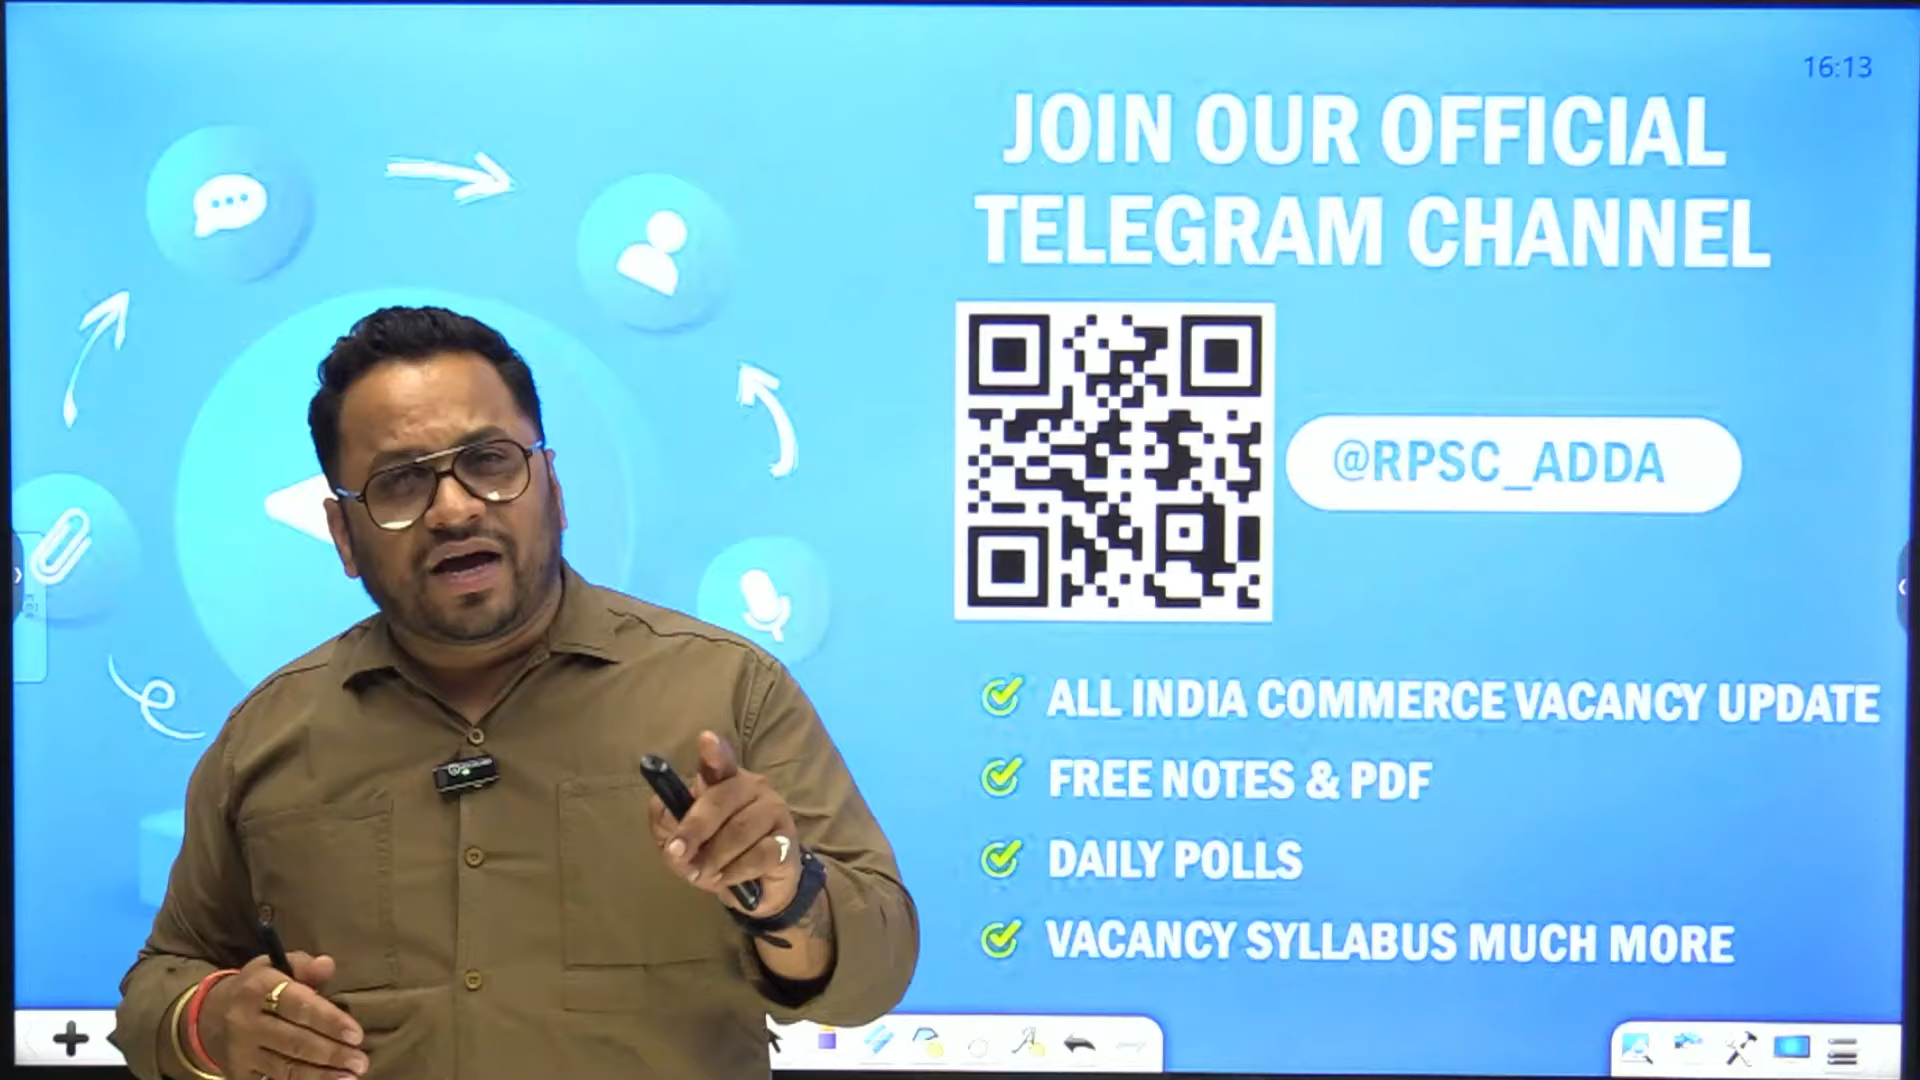 16:13
JOIN OUR OFFICIAL
TELEGRAM CHANNEL
@RPSC_ADDA
ALL INDIA COMMERCE VACANCY UPDATE
FREE NOTES & PDF
DAILY POLLS
VACANCY SYLLABUS MUCH MORE